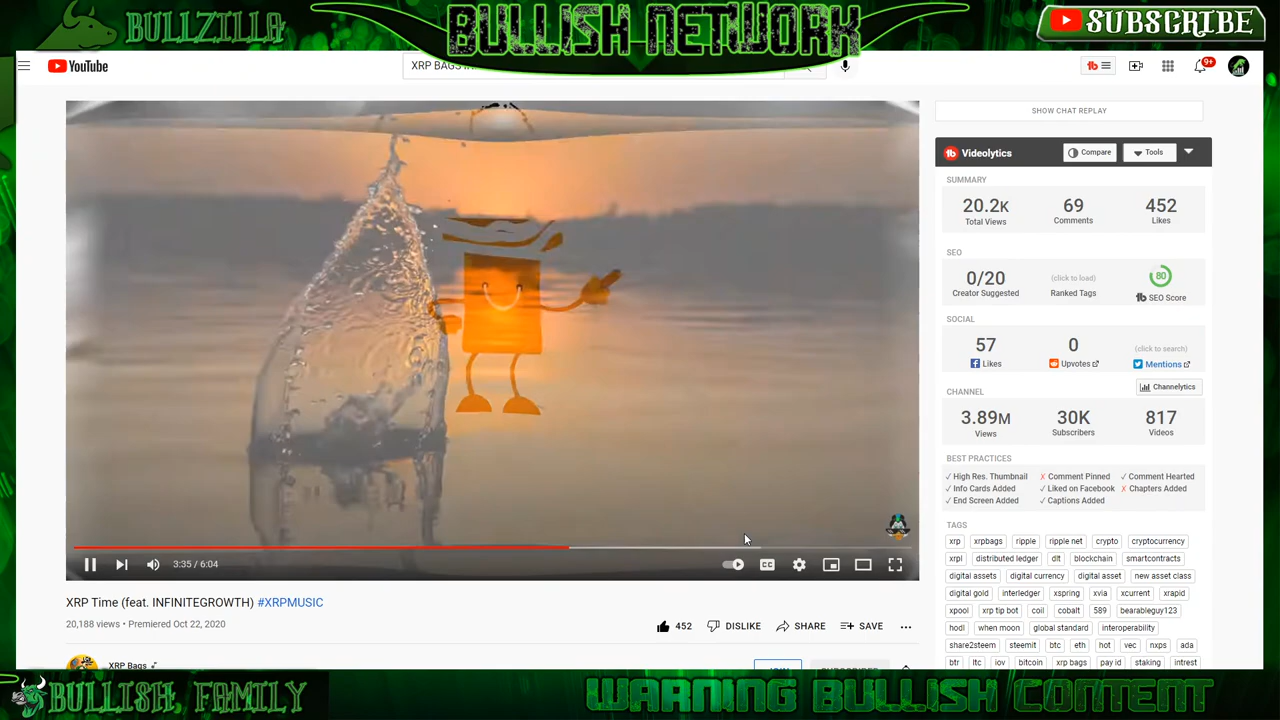 BULLZILLA
BULLISH NETWORK
SUBSCRIBE
YouTube
XRP BAGS
9+
SHOW CHAT REPLAY
Videolytics
Compare
Tools
SUMMARY
20.2K
69
452
Total Views
Comments
Likes
SEO
0/20
(click to load)
80
Creator Suggested
Ranked Tags
SEO Score
SOCIAL
57
0
(click to search)
Likes
Upvotes
Mentions
CHANNEL
Channelytics
3.89M
30K
817
Views
Subscribers
Videos
BEST PRACTICES
✓ High Res. Thumbnail ✗ Comment Pinned ✓ Comment Hearted
✓ Info Cards Added ✓ Liked on Facebook ✗ Chapters Added
✓ End Screen Added ✓ Captions Added
TAGS
xrp xrpbags ripple ripple net crypto cryptocurrency
xrpl distributed ledger dlt blockchain smartcontracts
digital assets digital currency digital asset new asset class
digital gold interledger xspring xvia xcurrent xrapid
xpool xrp tip bot coil cobalt 589 bearableguy123
hodl when moon global standard interoperability
share2steem steemit btc eth hot vec nxps ada
btr ltc iov bitcoin xrp bags pay id staking intrest
3:35 / 6:04
CC
XRP Time (feat. INFINITEGROWTH) #XRPMUSIC
20,188 views • Premiered Oct 22, 2020
452 DISLIKE SHARE SAVE
XRP Bags
BULLISH FAMILY
WARNING BULLISH CONTENT